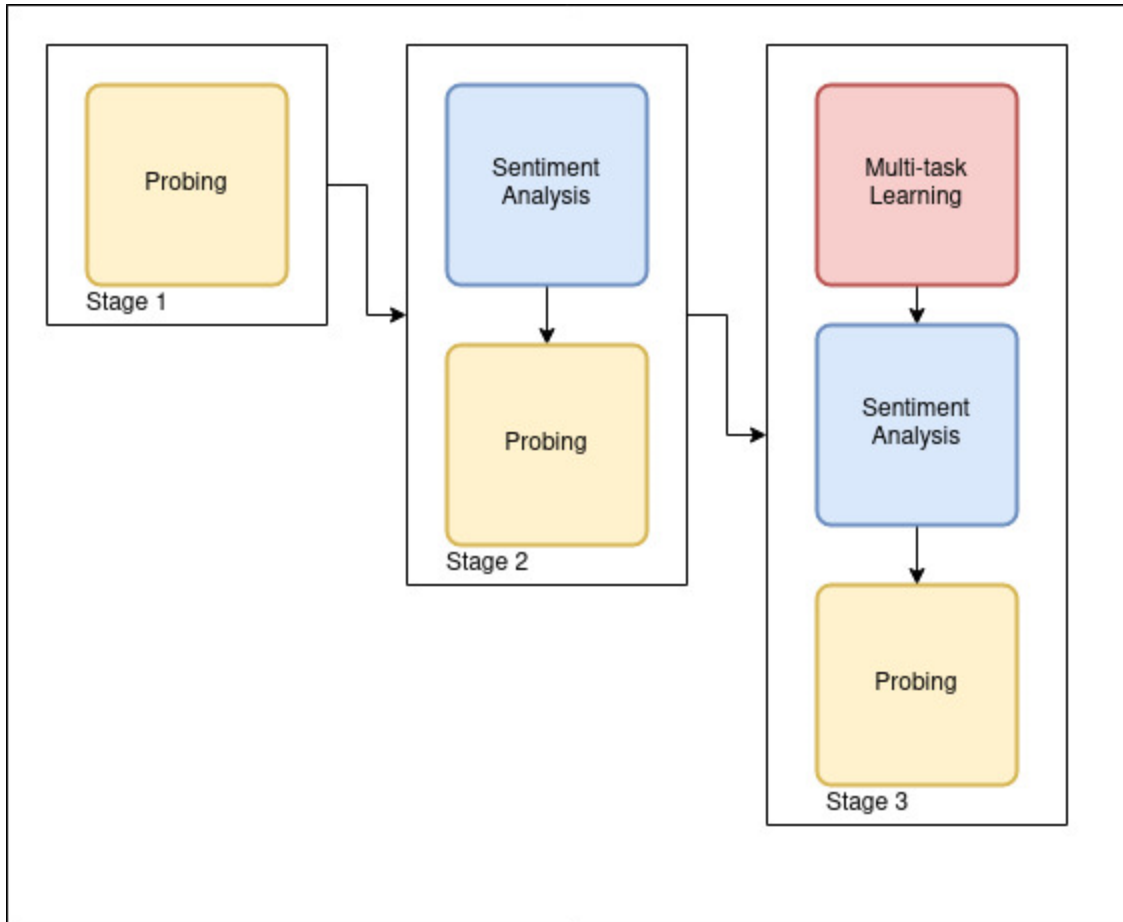 Probing
Stage 1
Sentiment
Analysis
Probing
Stage 2
Multi-task
Learning
Sentiment
Analysis
Probing
Stage 3